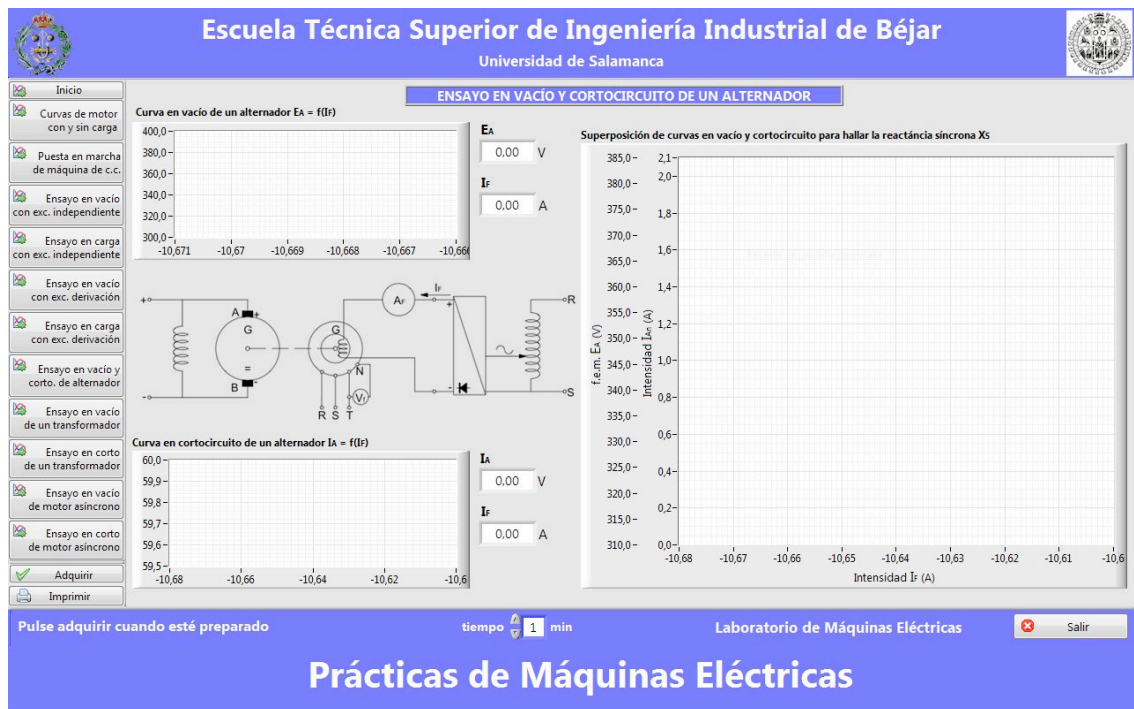 Escuela Técnica Superior de Ingeniería Industrial de Béjar
Universidad de Salamanca
Inicio
Curvas de motor
con y sin carga
Puesta en marcha
de máquina de c.c.
Ensayo en vacío
con exc. independiente
Ensayo en carga
con exc. independiente
Ensayo en vacío
con exc. derivación
Ensayo en carga
con exc. derivación
Ensayo en vacío y
corto. de alternador
Ensayo en vacío
de un transformador
Ensayo en corto
de un transformador
Ensayo en vacío
de motor asíncrono
Ensayo en corto
de motor asíncrono
Adquirir
Imprimir
ENSAYO EN VACÍO Y CORTOCIRCUITO DE UN ALTERNADOR
Curva en vacío de un alternador EA = f(IF)
400,0
380,0
360,0
340,0
320,0
300,0
-10,671 -10,67 -10,669 -10,668 -10,667 -10,666
EA
0,00 V
IF
0,00 A
+ A + G = B -
G N R S T Vf
AF IF + - R S
Curva en cortocircuito de un alternador IA = f(IF)
60,0
59,9
59,8
59,7
59,6
59,5
-10,68 -10,66 -10,64 -10,62 -10,6
IA
0,00 V
IF
0,00 A
Superposición de curvas en vacío y cortocircuito para hallar la reactáncia síncrona XS
f.e.m. EA (V)
385,0
380,0
375,0
370,0
365,0
360,0
355,0
350,0
345,0
340,0
335,0
330,0
325,0
320,0
315,0
310,0
Intensidad IAn (A)
2,1
2,0
1,8
1,6
1,4
1,2
1,0
0,8
0,6
0,4
0,2
0,0
-10,68 -10,67 -10,66 -10,65 -10,64 -10,63 -10,62 -10,61 -10,6
Intensidad IF (A)
Pulse adquirir cuando esté preparado
tiempo 1 min
Laboratorio de Máquinas Eléctricas
Salir
Prácticas de Máquinas Eléctricas